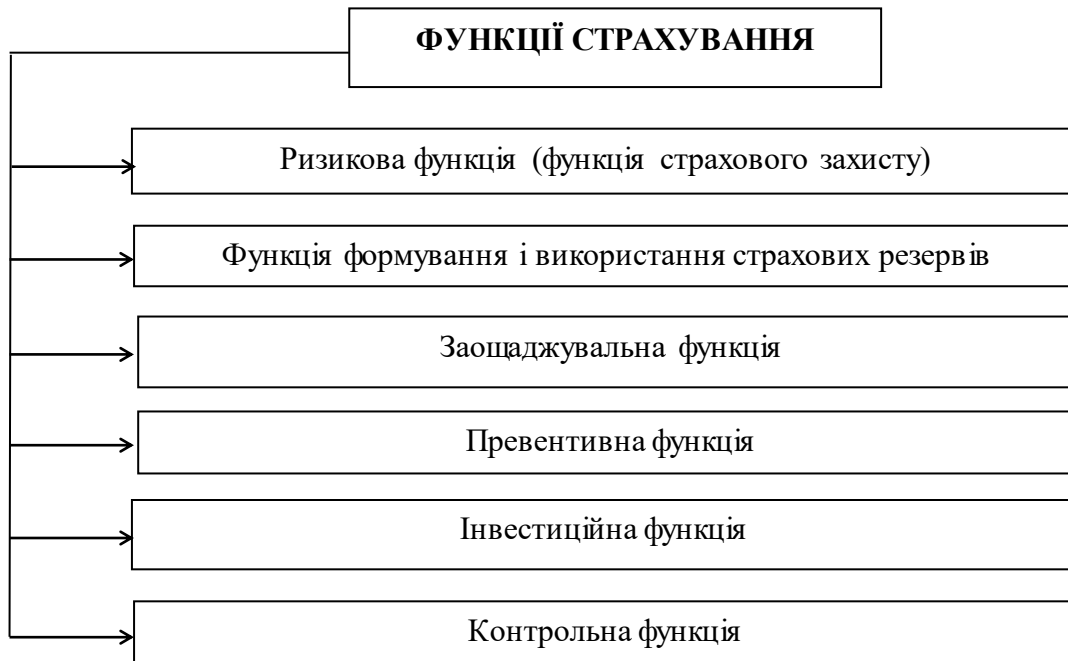 ФУНКЦІЇ СТРАХУВАННЯ
Ризикова функція (функція страхового захисту)
Функція формування і використання страхових резервів
Заощаджувальна функція
Превентивна функція
Інвестиційна функція
Контрольна функція